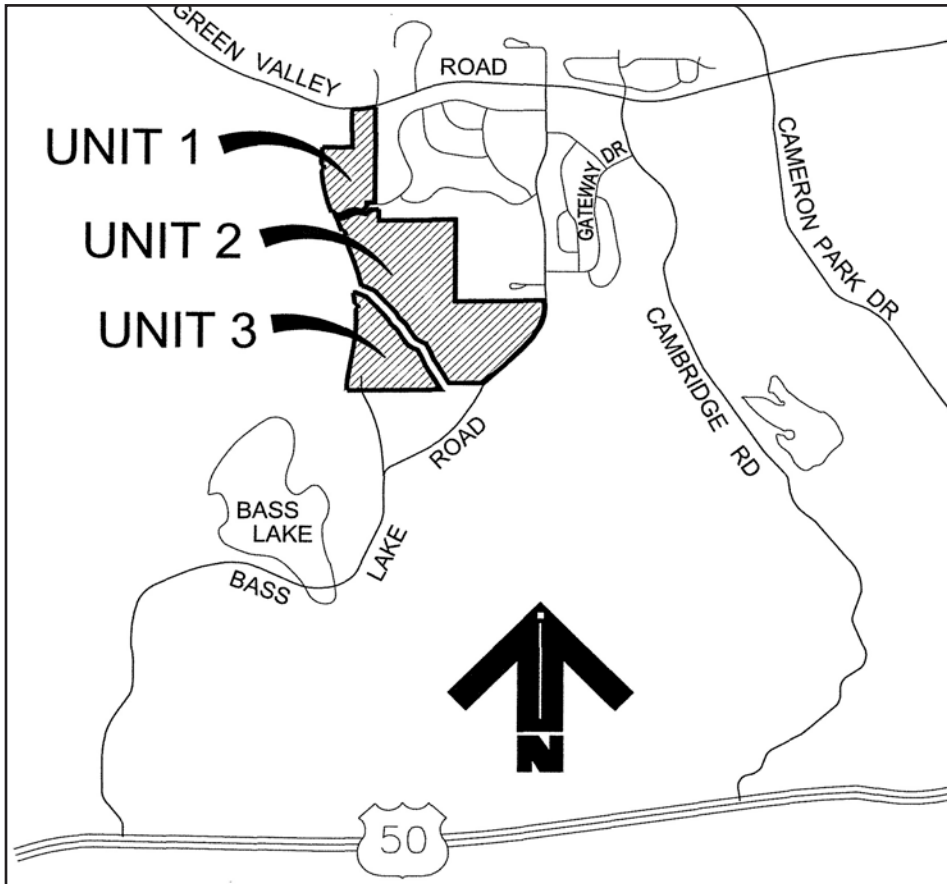 GREEN VALLEY ROAD
UNIT 1
UNIT 2
UNIT 3
GATEWAY DR
CAMERON PARK DR
CAMBRIDGE RD
ROAD
BASS
LAKE
BASS
LAKE
N
50